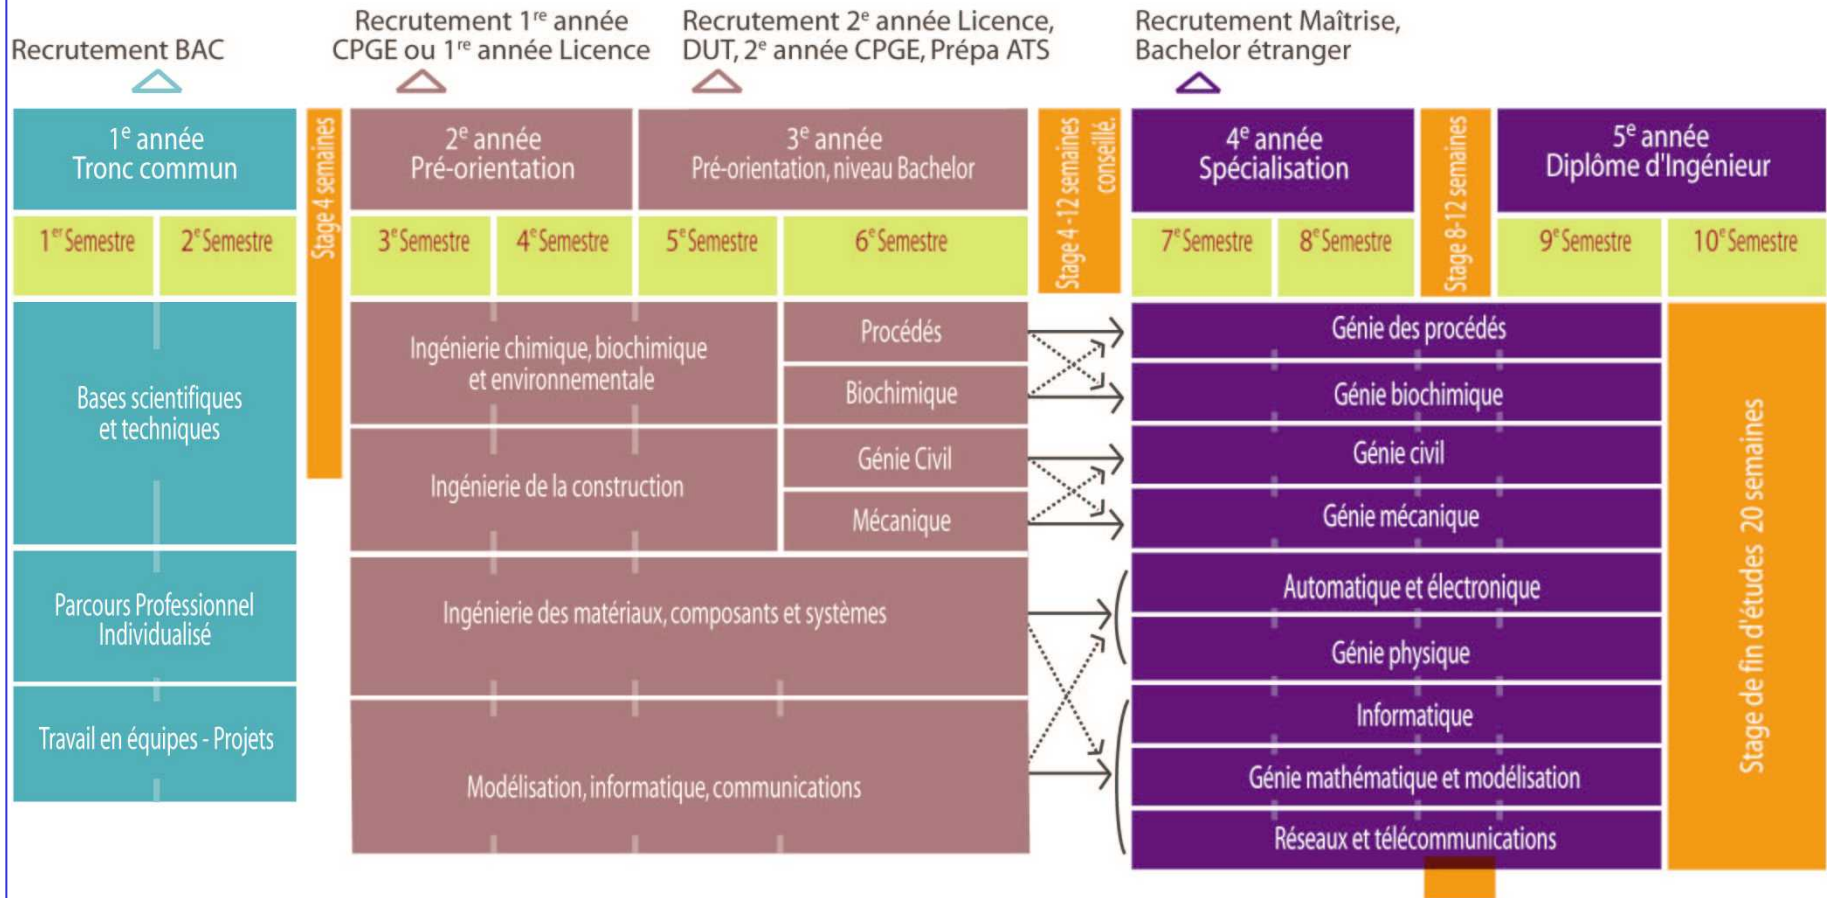 Recrutement BAC
Recrutement 1re année
CPGE ou 1re année Licence
Recrutement 2e année Licence,
DUT, 2e année CPGE, Prépa ATS
Recrutement Maîtrise,
Bachelor étranger
1e année
Tronc commun
Stage 4 semaines
2e année
Pré-orientation
3e année
Pré-orientation, niveau Bachelor
Stage 4 -12 semaines
conseillé.
4e année
Spécialisation
Stage 8-12 semaines
5e année
Diplôme d'Ingénieur
1er Semestre
2e Semestre
3e Semestre
4e Semestre
5e Semestre
6e Semestre
7e Semestre
8e Semestre
9e Semestre
10e Semestre
Bases scientifiques
et techniques
Parcours Professionnel
Individualisé
Travail en équipes - Projets
Ingénierie chimique, biochimique
et environnementale
Procédés
Biochimique
Ingénierie de la construction
Génie Civil
Mécanique
Ingénierie des matériaux, composants et systèmes
Modélisation, informatique, communications
Génie des procédés
Génie biochimique
Génie civil
Génie mécanique
Automatique et électronique
Génie physique
Informatique
Génie mathématique et modélisation
Réseaux et télécommunications
Stage de fin d'études 20 semaines